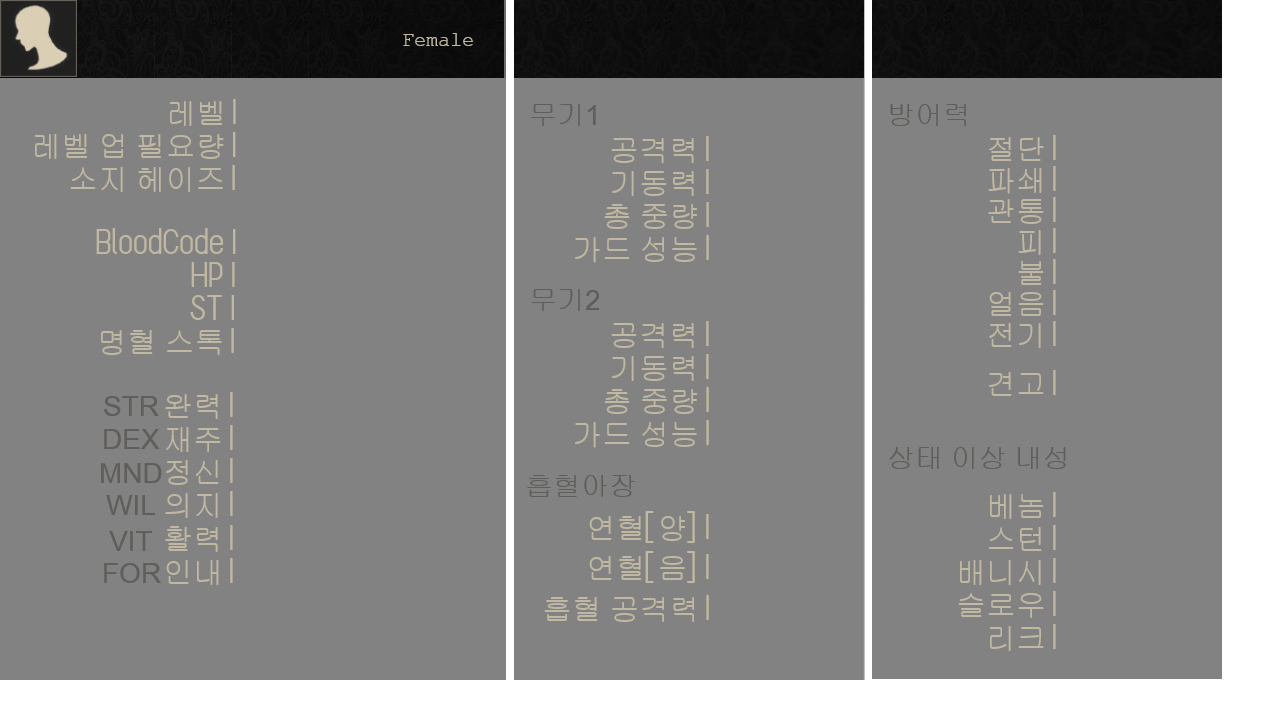 Female
레벨|
레벨 업 필요량|
소지 헤이즈|
BloodCode|
HP|
ST|
명혈 스톡|
STR 완력|
DEX 재주|
MND 정신|
WIL 의지|
VIT 활력|
FOR 인내|
무기1
공격력|
기동력|
총 중량|
가드 성능|
무기2
공격력|
기동력|
총 중량|
가드 성능|
흡혈아장
연혈[양]|
연혈[음]|
흡혈 공격력|
방어력
절단|
파쇄|
관통|
피|
불|
얼음|
전기|
견고|
상태 이상 내성
베놈|
스턴|
배니시|
슬로우|
리크|